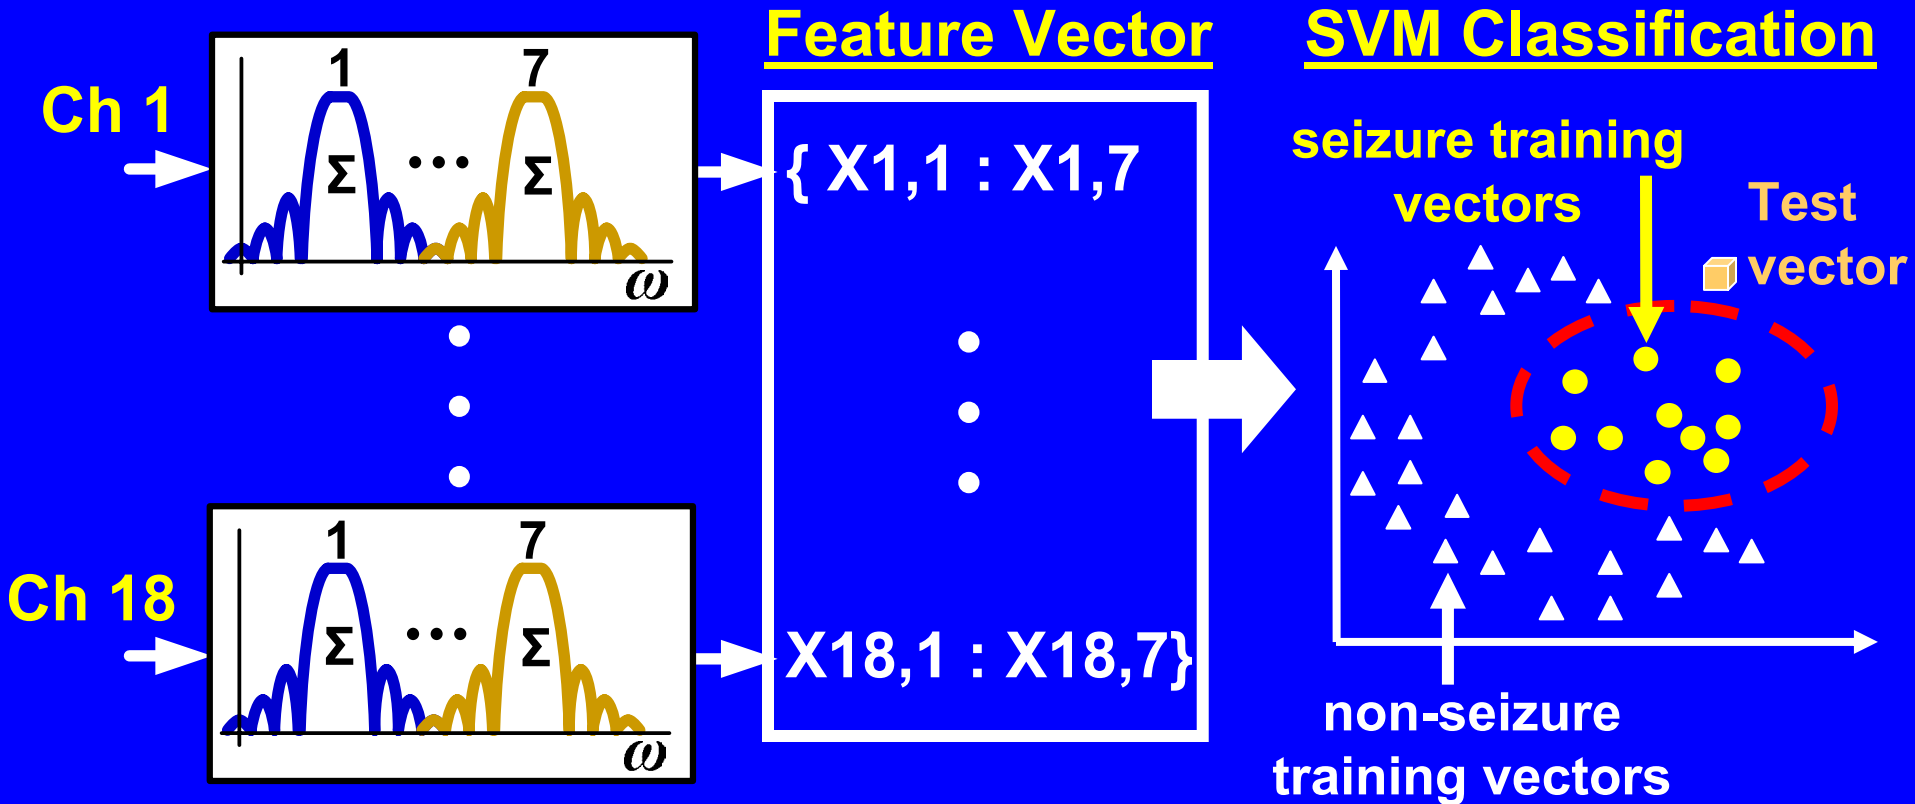 Feature Vector
SVM Classification
Ch 1
1 7
Σ ... Σ
ω
{ X1,1 : X1,7
seizure training
vectors
Test
vector
Ch 18
1 7
Σ ... Σ
ω
X18,1 : X18,7}
non-seizure
training vectors